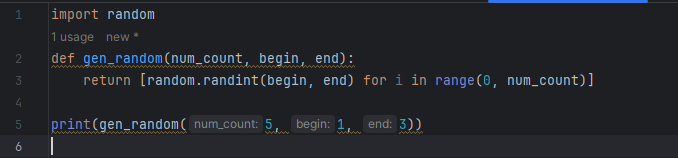 1 import random
1 usage new *
2 def gen_random(num_count, begin, end):
3     return [random.randint(begin, end) for i in range(0, num_count)]
4
5 print(gen_random( num_count: 5, begin: 1, end: 3))
6